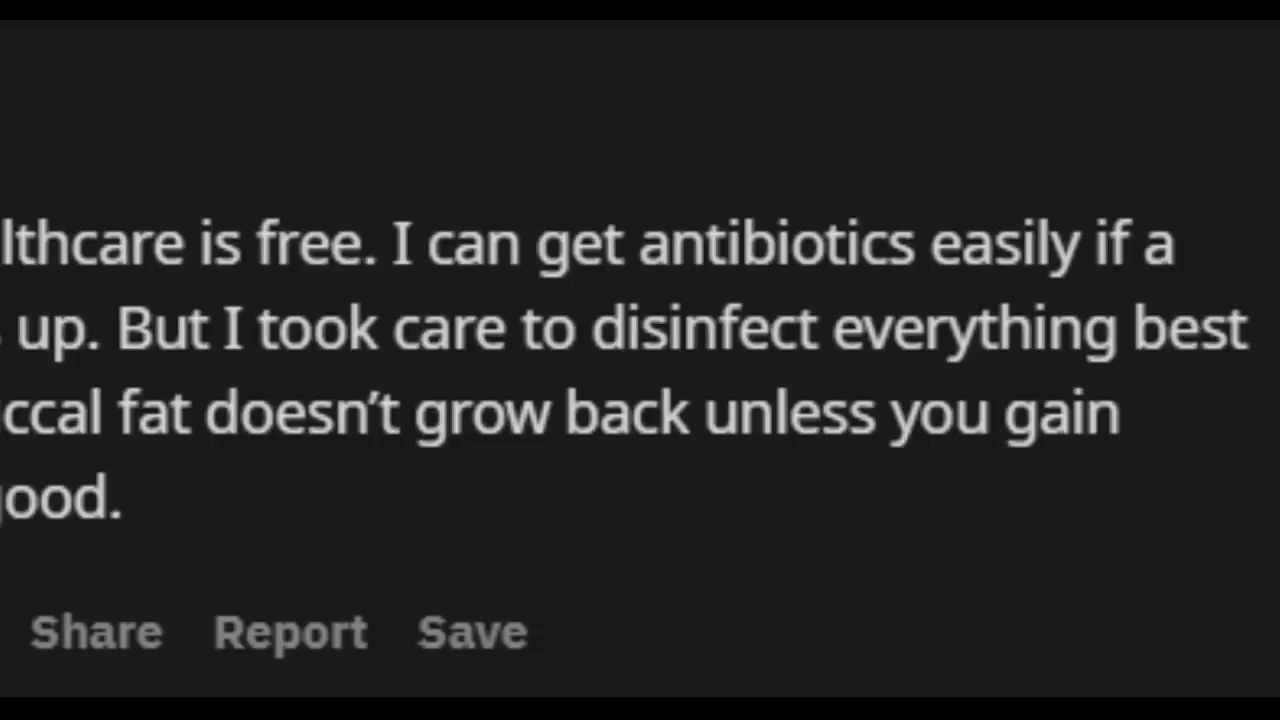 lthcare is free. I can get antibiotics easily if a
up. But I took care to disinfect everything best
ccal fat doesn't grow back unless you gain
good.
Share Report Save